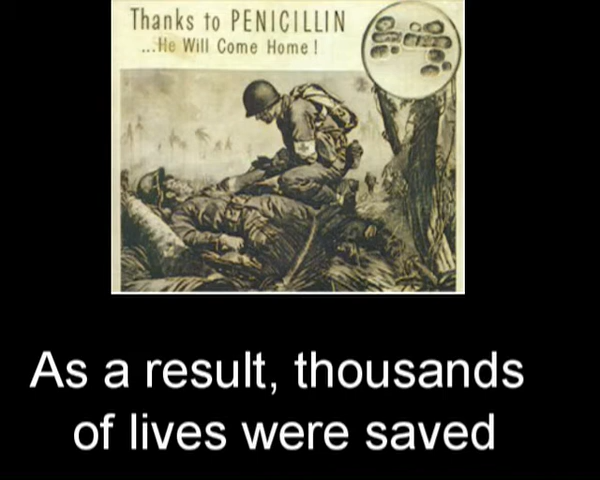 Thanks to PENICILLIN
...He Will Come Home!
As a result, thousands
of lives were saved